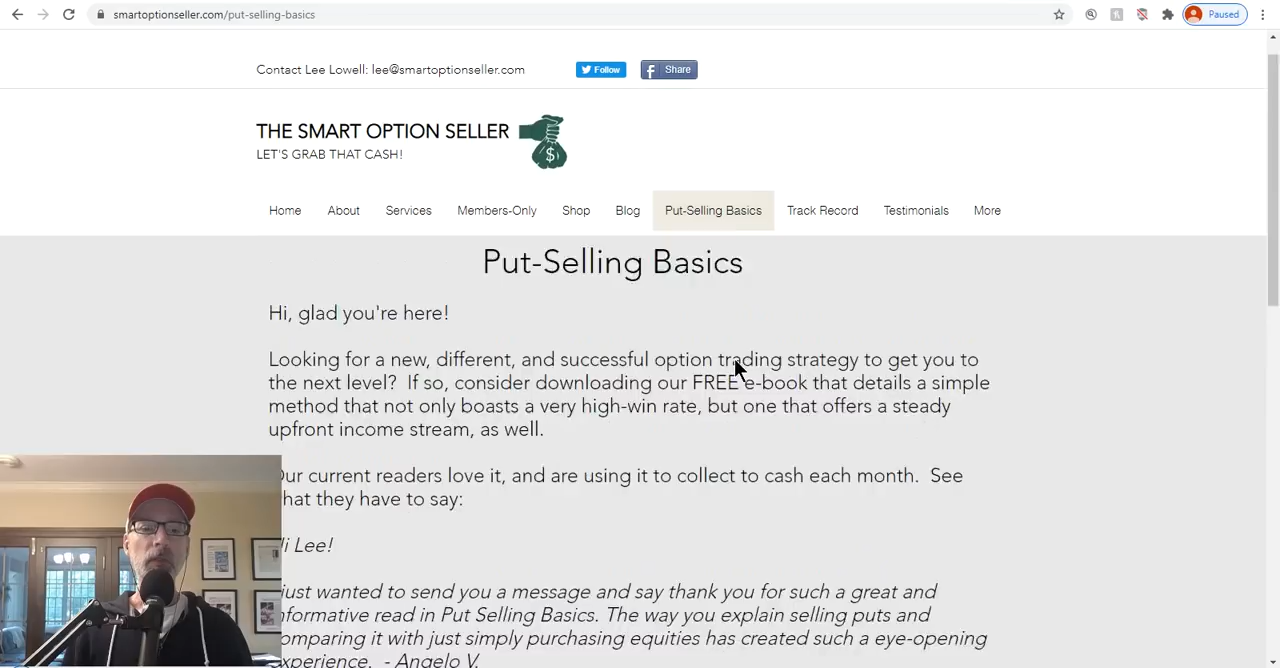 smartoptionseller.com/put-selling-basics
Paused
Contact Lee Lowell: lee@smartoptionseller.com
Follow
Share
THE SMART OPTION SELLER
LET'S GRAB THAT CASH!
Home About Services Members-Only Shop Blog Put-Selling Basics Track Record Testimonials More
Put-Selling Basics
Hi, glad you're here!
Looking for a new, different, and successful option trading strategy to get you to
the next level? If so, consider downloading our FREE e-book that details a simple
method that not only boasts a very high-win rate, but one that offers a steady
upfront income stream, as well.
Our current readers love it, and are using it to collect to cash each month. See
what they have to say:
Hi Lee!
just wanted to send you a message and say thank you for such a great and
informative read in Put Selling Basics. The way you explain selling puts and
comparing it with just simply purchasing equities has created such a eye-opening
experience. - Angelo V.